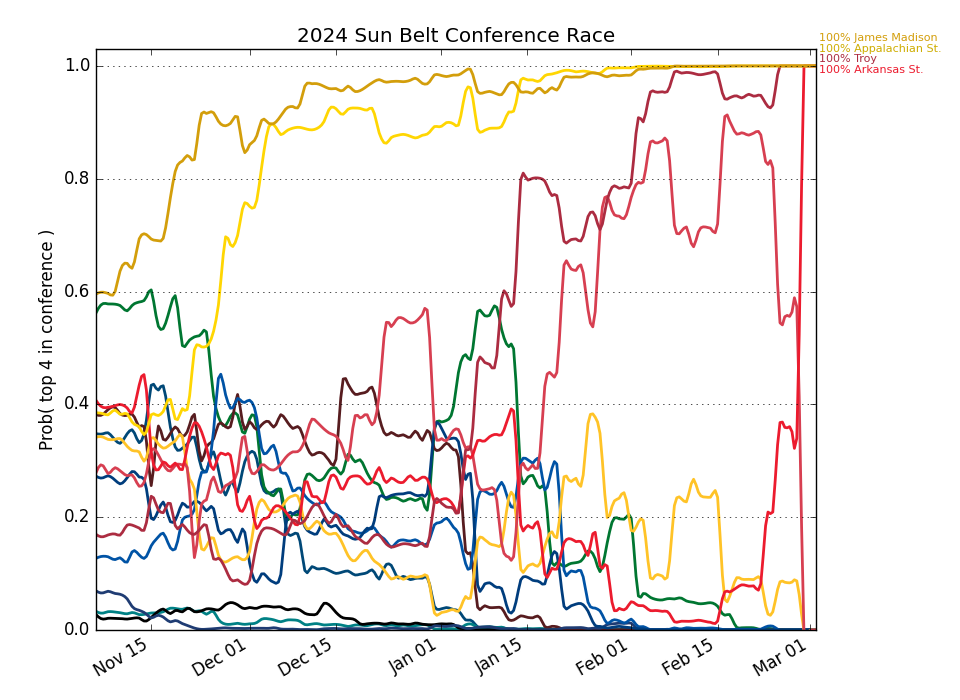 2024 Sun Belt Conference Race
100% James Madison
100% Appalachian St.
100% Troy
100% Arkansas St.
Prob( top 4 in conference )
1.0
0.8
0.6
0.4
0.2
0.0
Nov 15
Dec 01
Dec 15
Jan 01
Jan 15
Feb 01
Feb 15
Mar 01